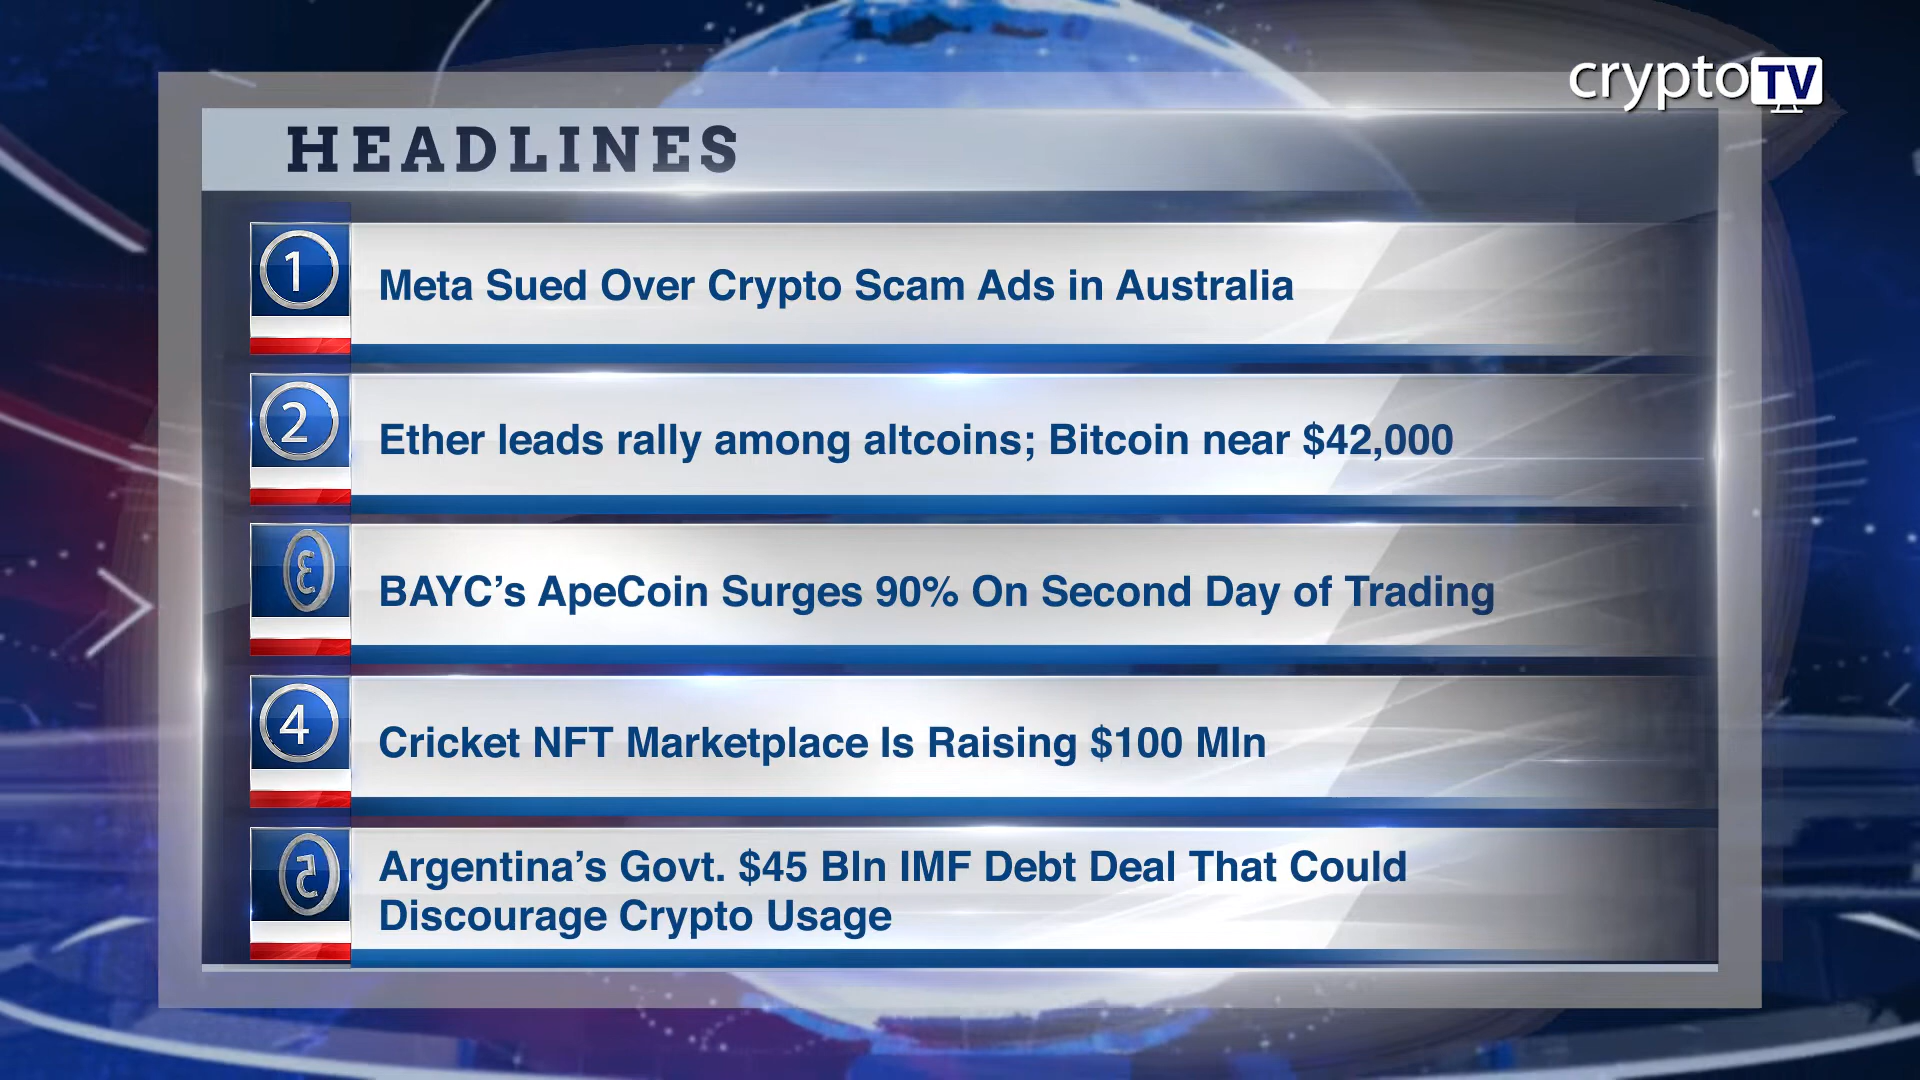 cryptoTV
HEADLINES
1
Meta Sued Over Crypto Scam Ads in Australia
2
Ether leads rally among altcoins; Bitcoin near $42,000
3
BAYC’s ApeCoin Surges 90% On Second Day of Trading
4
Cricket NFT Marketplace Is Raising $100 Mln
5
Argentina’s Govt. $45 Bln IMF Debt Deal That Could
Discourage Crypto Usage